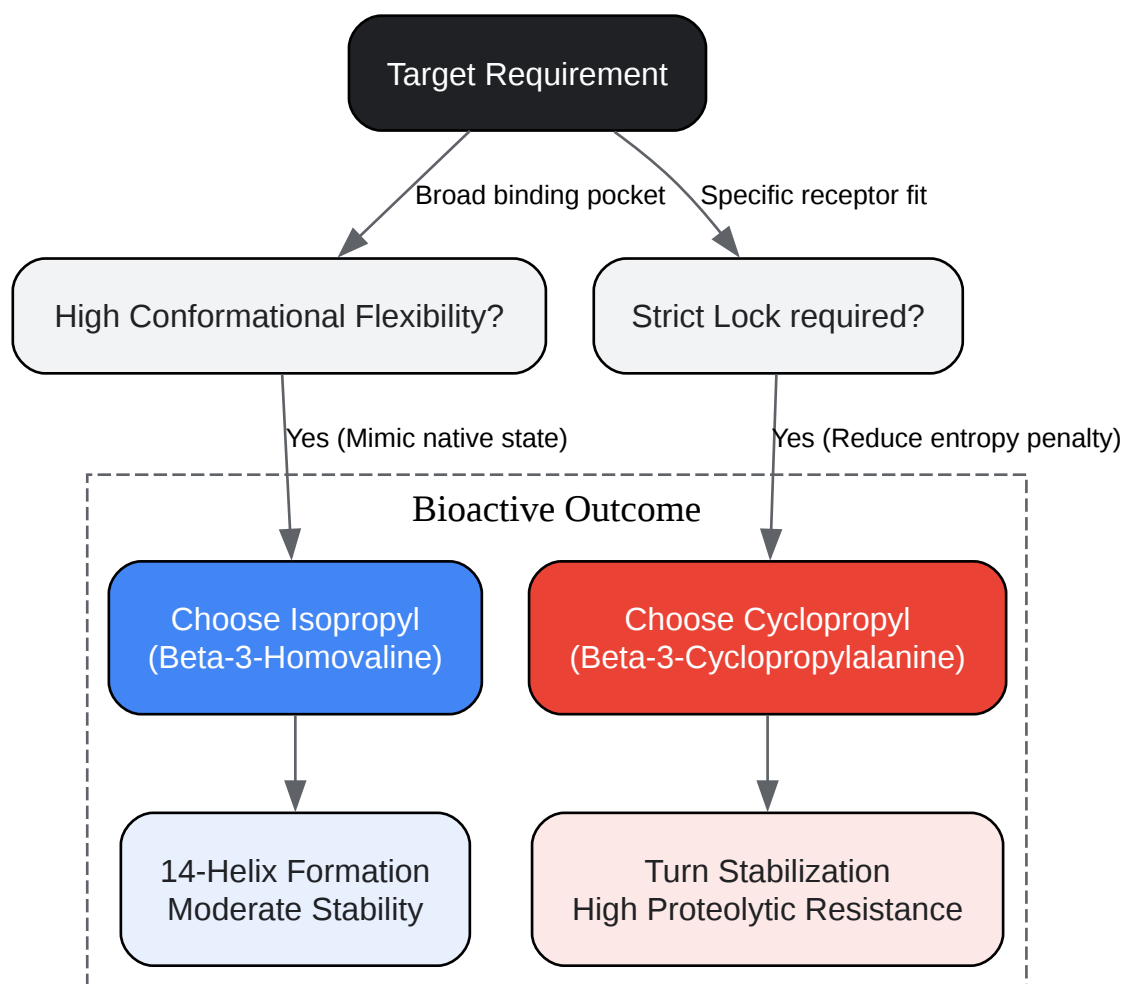 Target Requirement
Broad binding pocket
Specific receptor fit
High Conformational Flexibility?
Strict Lock required?
Yes (Mimic native state)
Yes (Reduce entropy penalty)
Bioactive Outcome
Choose Isopropyl
(Beta-3-Homovaline)
Choose Cyclopropyl
(Beta-3-Cyclopropylalanine)
14-Helix Formation
Moderate Stability
Turn Stabilization
High Proteolytic Resistance